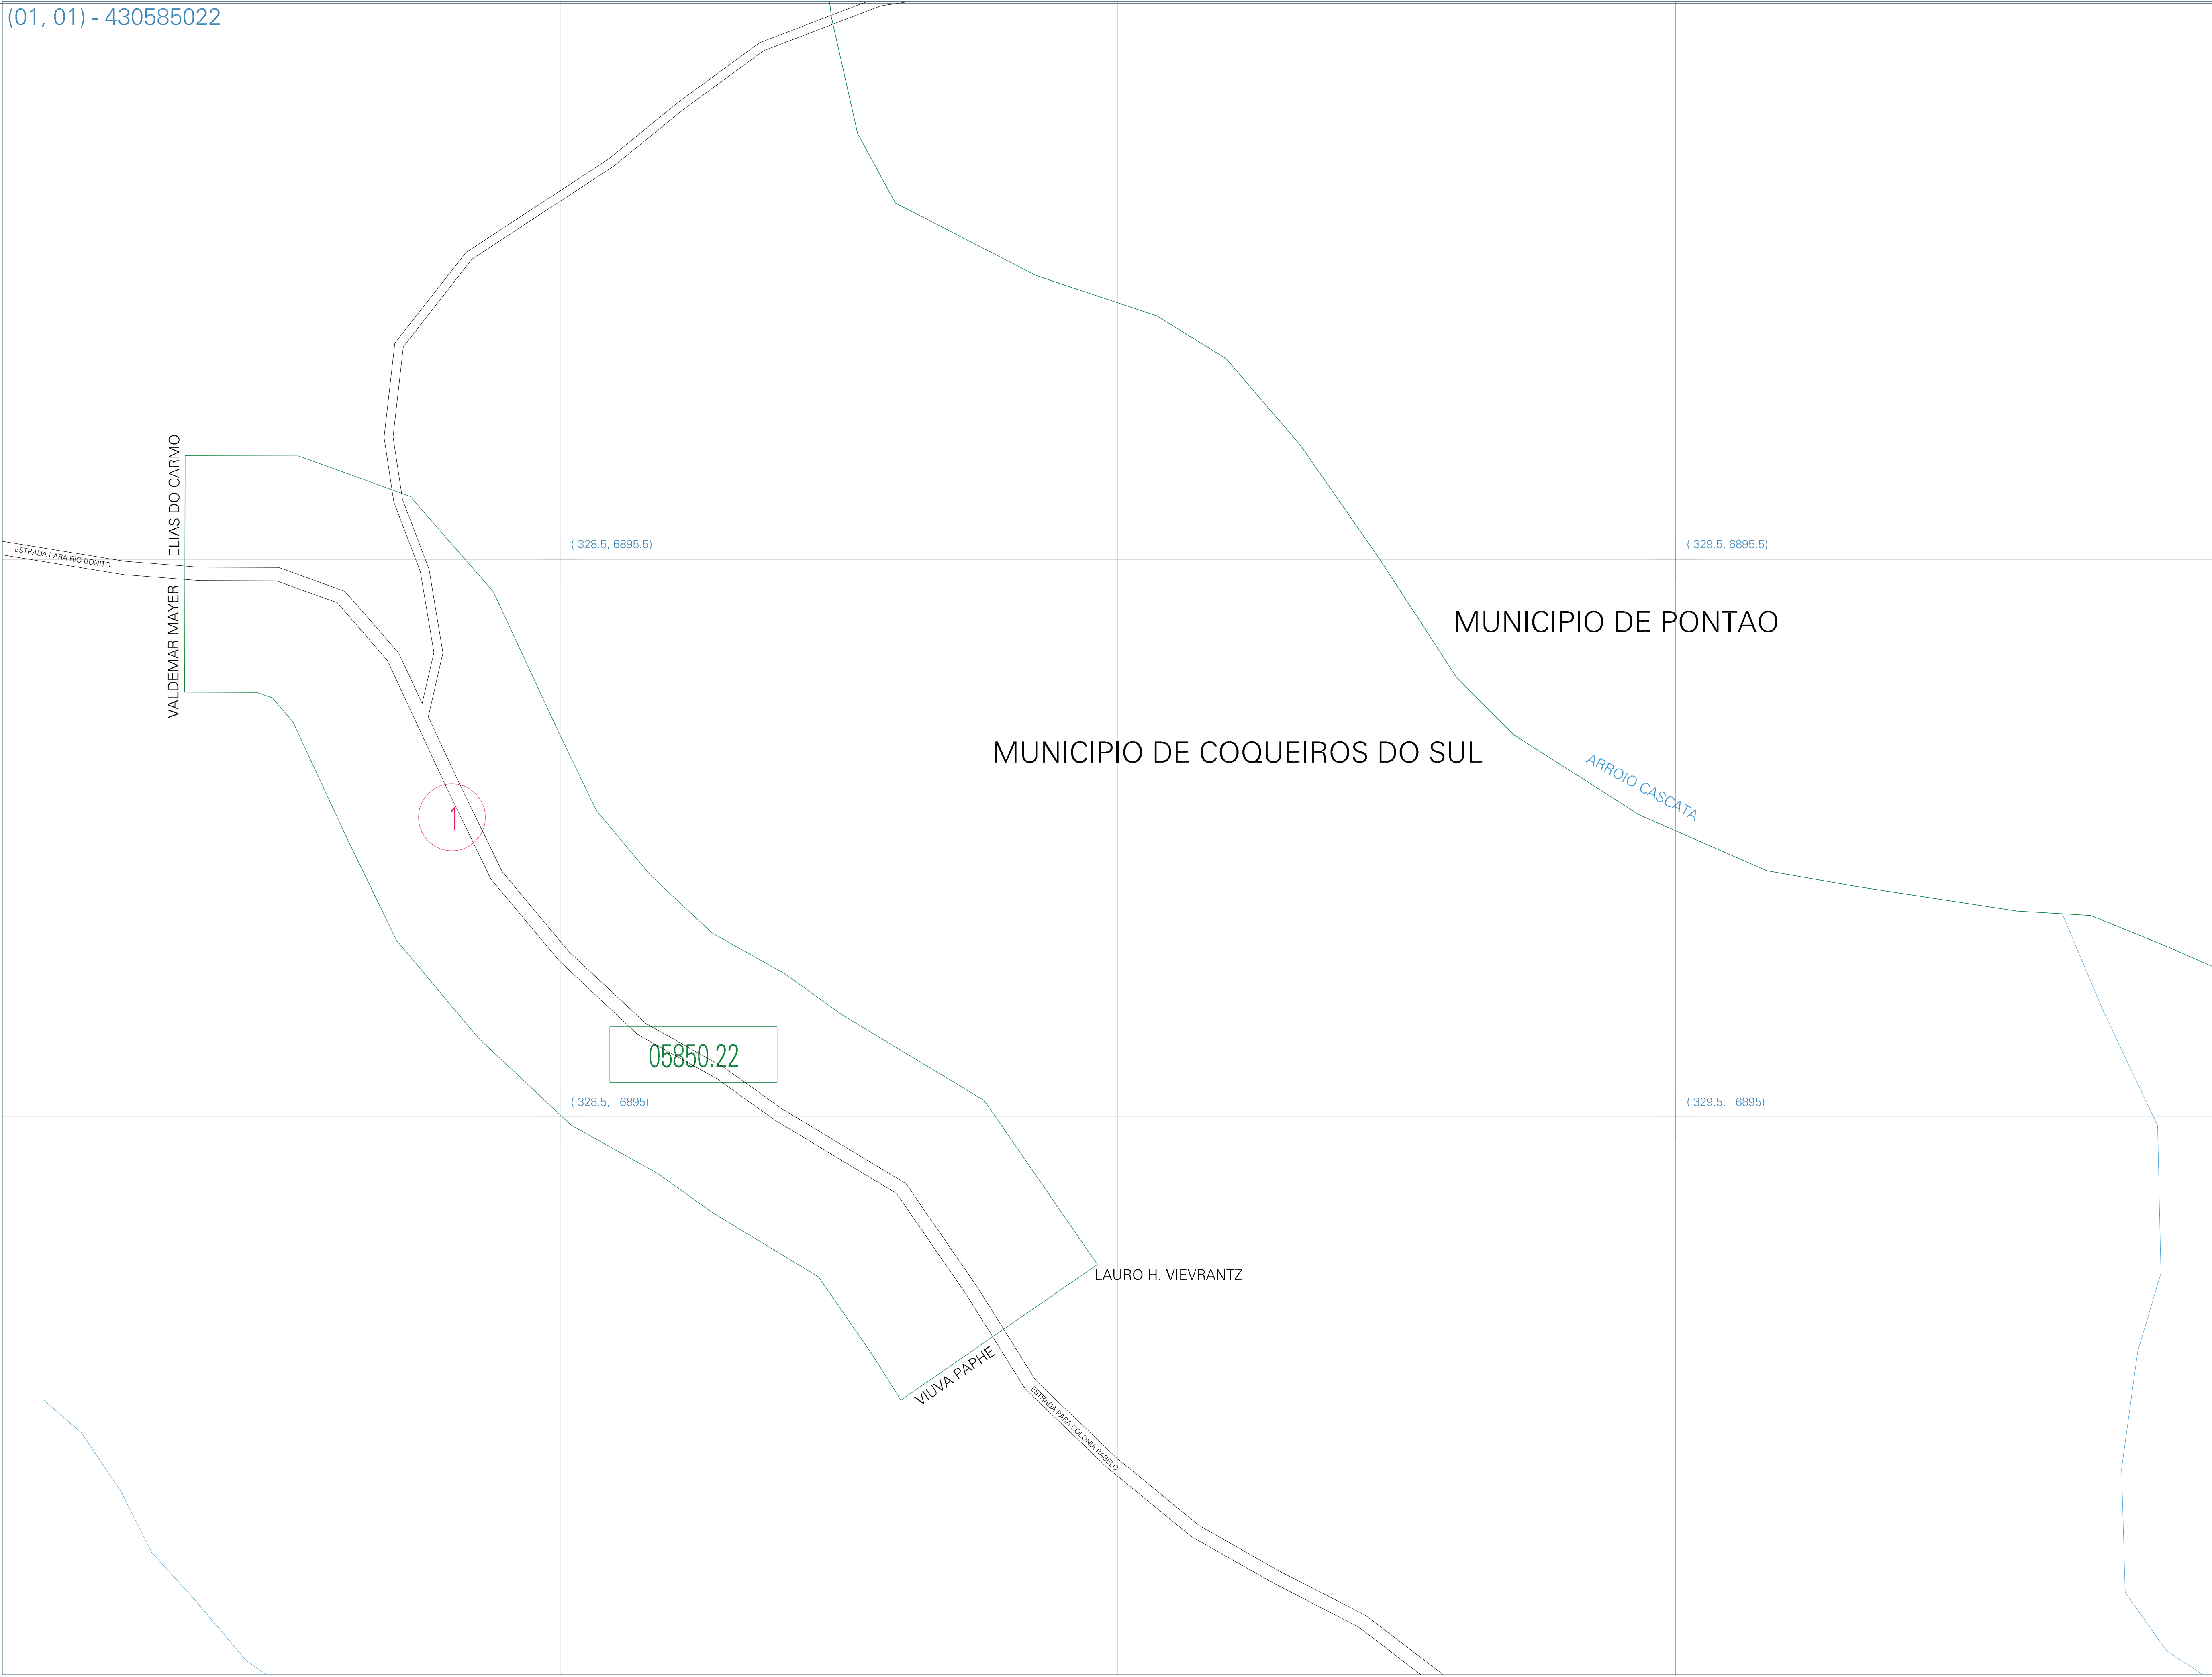 (01, 01) - 430585022
ELIAS DO CARMO
( 328.5, 6895.5)
( 329.5, 6895.5)
ESTRADA PARA RIO BONITO
VALDEMAR MAYER
MUNICIPIO DE PONTAO
MUNICIPIO DE COQUEIROS DO SUL
ARROIO CASCATA
1
05850.22
( 328.5, 6895)
( 329.5, 6895)
LAURO H. VIEVRANTZ
VIUVA PAPHE
ESTRADA PARA COLONIA RABELO